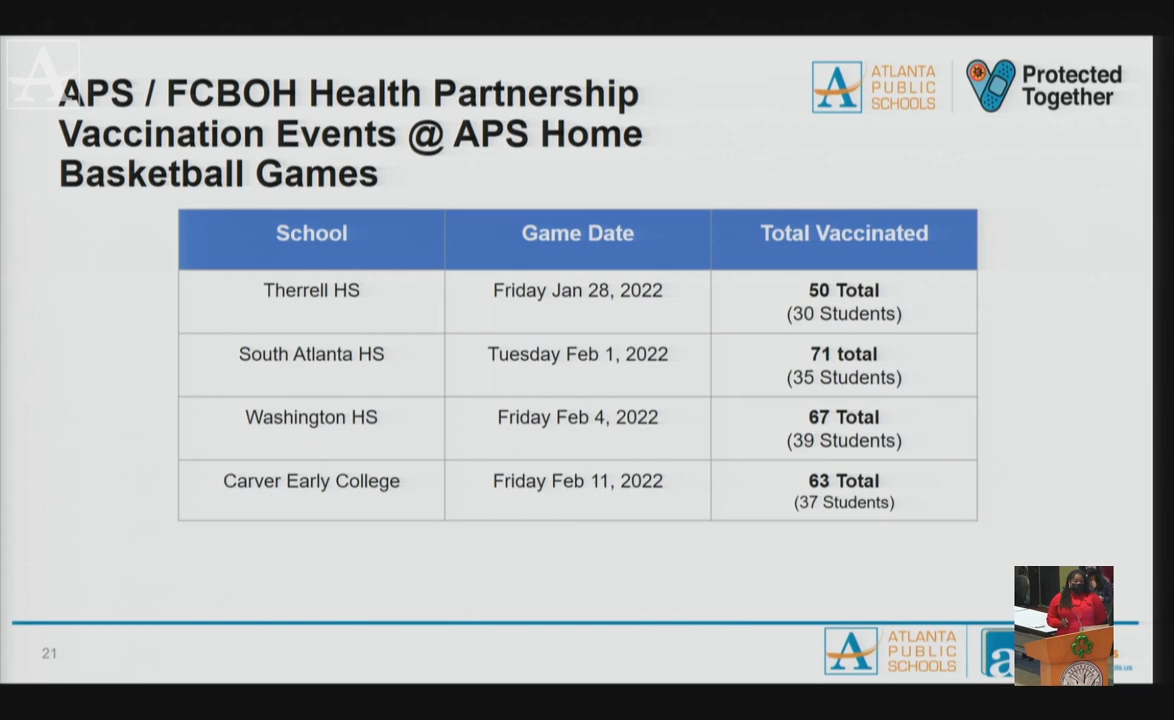 APS / FCBOH Health Partnership
Vaccination Events @ APS Home
Basketball Games
ATLANTA
PUBLIC
SCHOOLS
Protected
Together
School Game Date Total Vaccinated
Therrell HS Friday Jan 28, 2022 50 Total
(30 Students)
South Atlanta HS Tuesday Feb 1, 2022 71 total
(35 Students)
Washington HS Friday Feb 4, 2022 67 Total
(39 Students)
Carver Early College Friday Feb 11, 2022 63 Total
(37 Students)
21
ATLANTA
PUBLIC
SCHOOLS